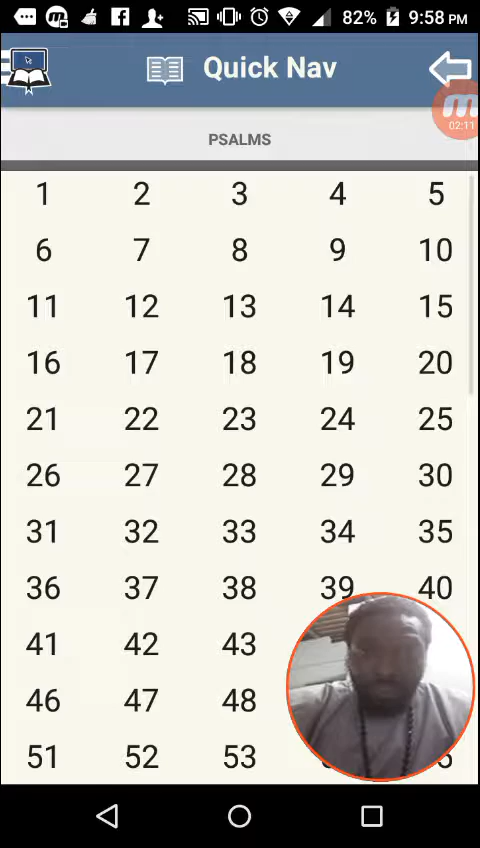 82% 9:58 PM
Quick Nav
02:11
PSALMS
1 2 3 4 5
6 7 8 9 10
11 12 13 14 15
16 17 18 19 20
21 22 23 24 25
26 27 28 29 30
31 32 33 34 35
36 37 38 39 40
41 42 43
46 47 48
51 52 53